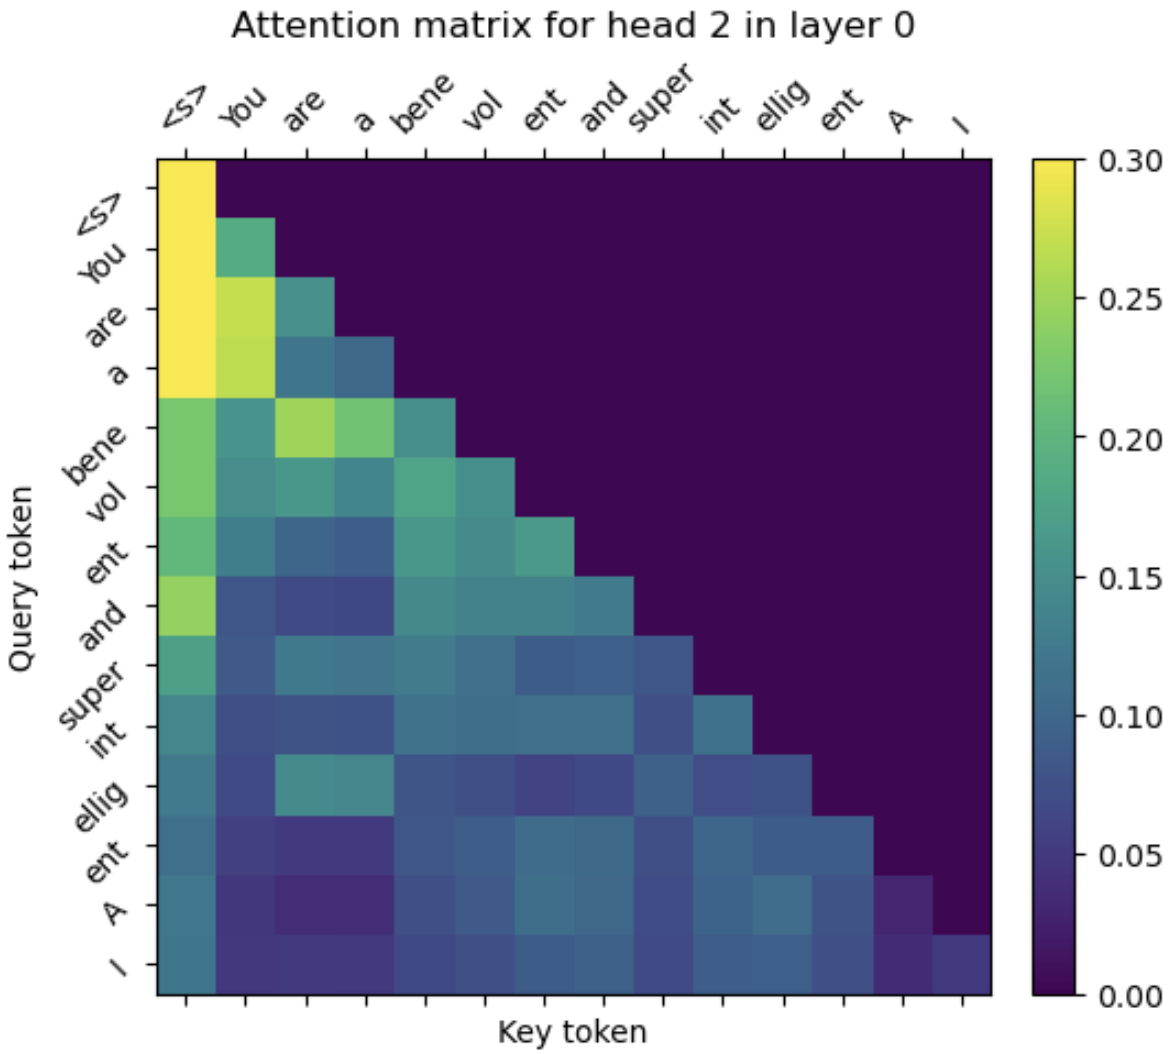 Attention matrix for head 2 in layer 0
<s> You are a bene vol ent and super int ellig ent A I
<s>
You
are
a
bene
vol
ent
and
super
int
ellig
ent
A
I
Query token
Key token
0.30
0.25
0.20
0.15
0.10
0.05
0.00